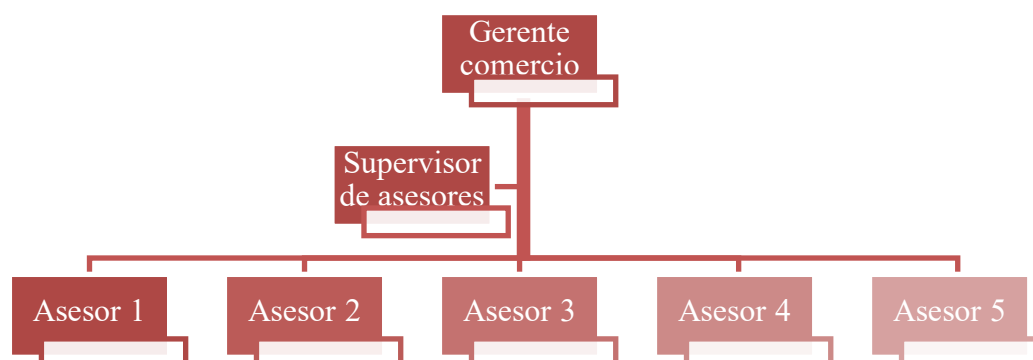 Gerente
comercio
Supervisor
de asesores
Asesor 1
Asesor 2
Asesor 3
Asesor 4
Asesor 5